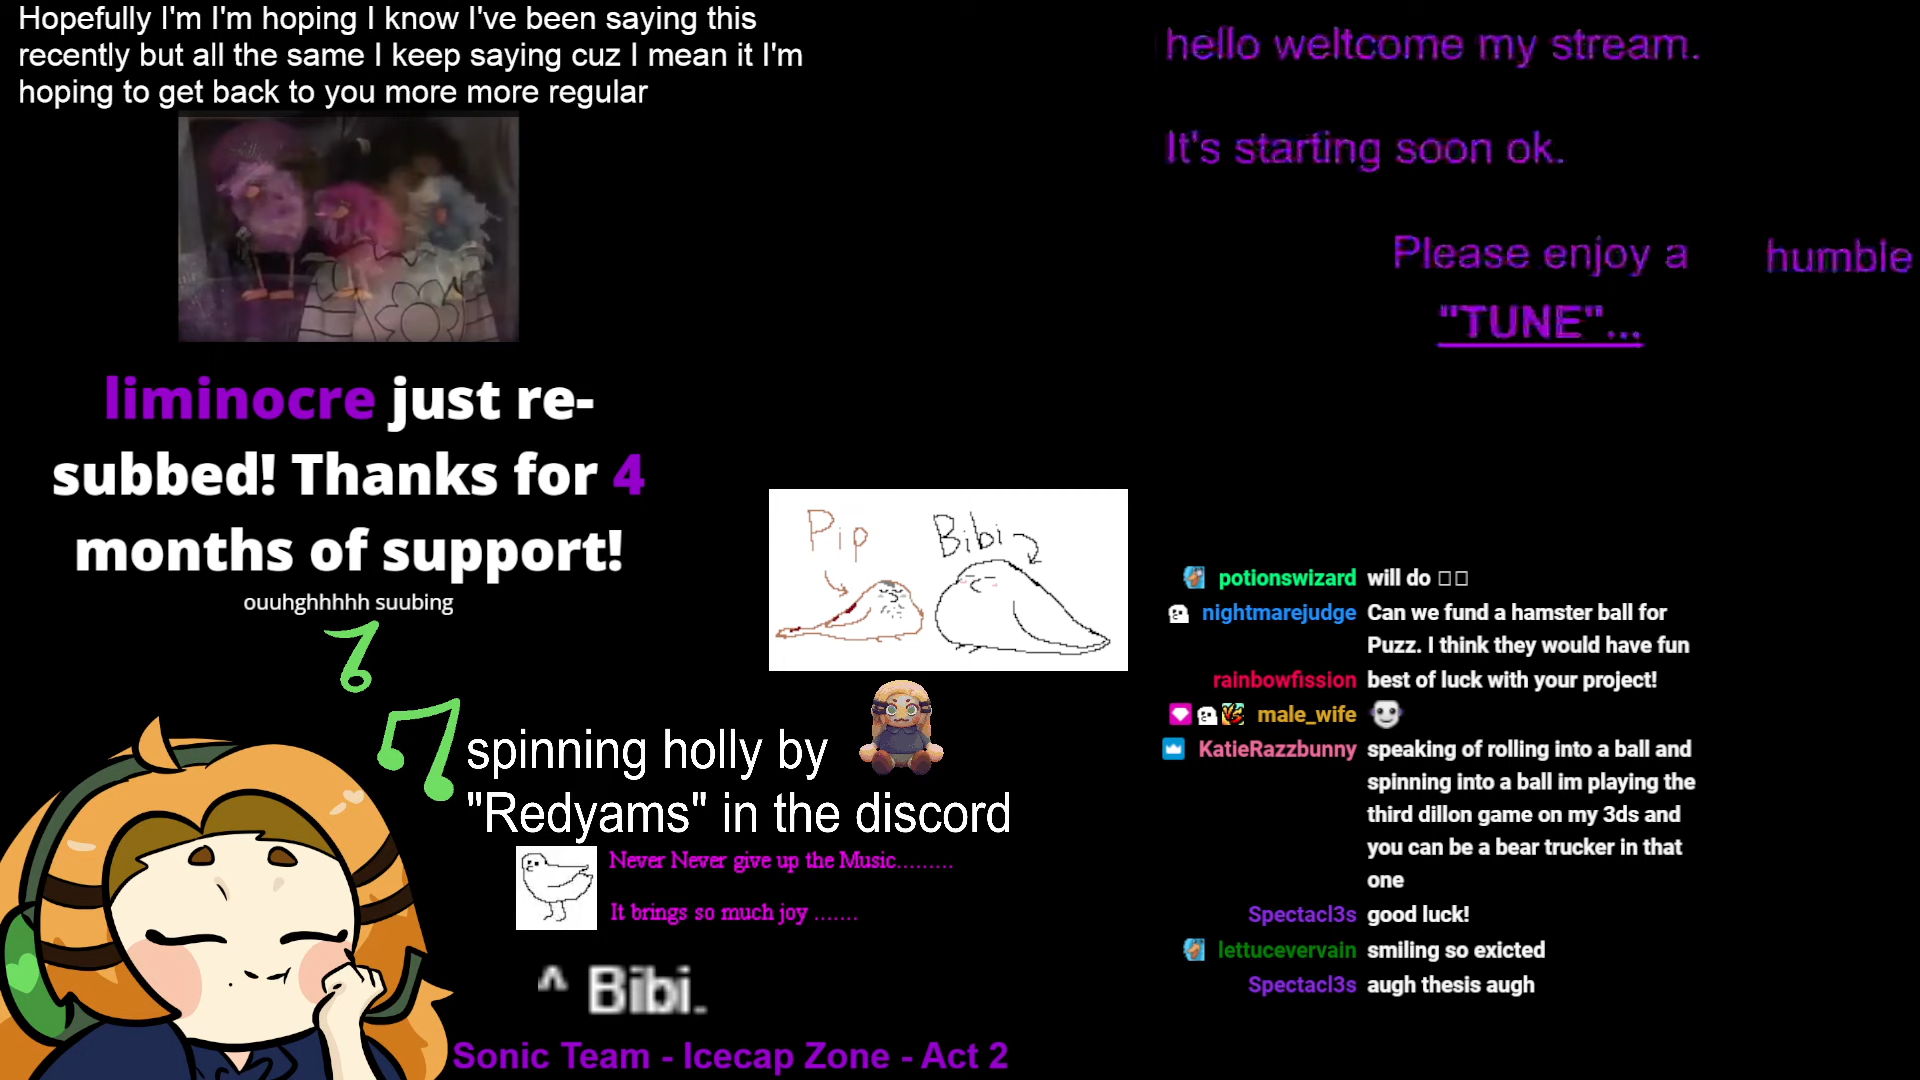 Hopefully I'm I'm hoping I know I've been saying this
recently but all the same I keep saying cuz I mean it I'm
hoping to get back to you more more regular
hello weltcome my stream.
It's starting soon ok.
Please enjoy a humble
"TUNE"...
liminocre just re-
subbed! Thanks for 4
months of support!
ouuhghhhhh suubing
Pip
Bibi
spinning holly by
"Redyams" in the discord
Never Never give up the Music.........
It brings so much joy .......
^ Bibi.
Sonic Team - Icecap Zone - Act 2
potionswizard will do
nightmarejudge Can we fund a hamster ball for
Puzz. I think they would have fun
rainbowfission best of luck with your project!
male_wife
KatieRazzbunny speaking of rolling into a ball and
spinning into a ball im playing the
third dillon game on my 3ds and
you can be a bear trucker in that
one
Spectacl3s good luck!
lettucevervain smiling so exicted
Spectacl3s augh thesis augh